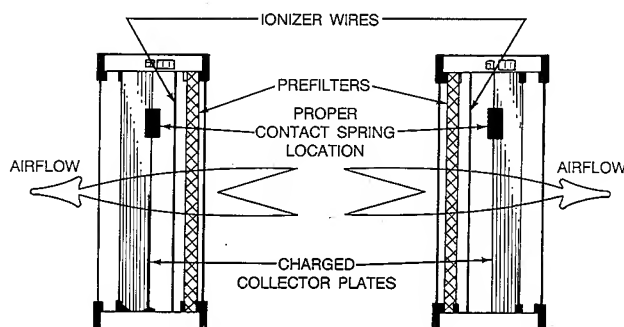 IONIZER WIRES
PREFILTERS
PROPER
CONTACT SPRING
LOCATION
AIRFLOW
AIRFLOW
CHARGED
COLLECTOR PLATES